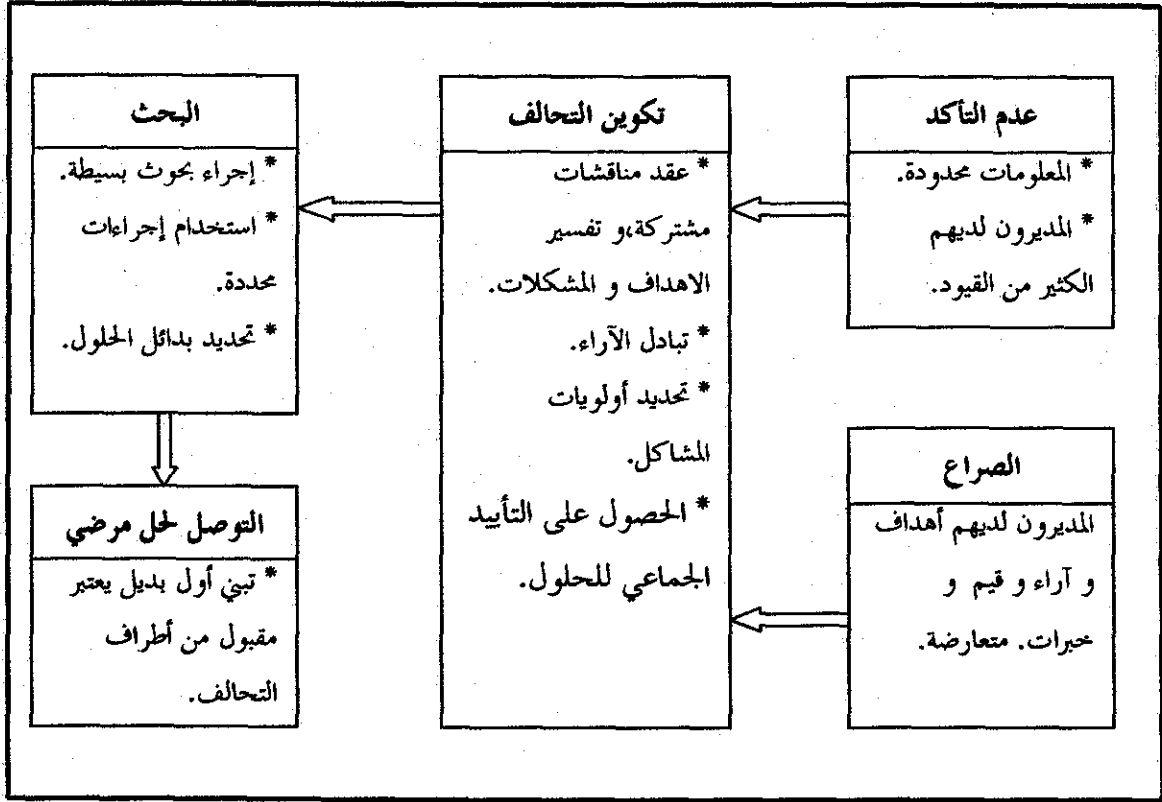 عدم التأكد
* المعلومات محدودة.
* المديرون لديهم
الكثير من القيود.
الصراع
المديرون لديهم أهداف
و آراء و قيم و
خبرات. متعارضة.
تكوين التحالف
* عقد مناقشات
مشتركة،و تفسير
الاهداف و المشكلات.
* تبادل الآراء.
* تحديد أولويات
المشاكل.
* الحصول على التأييد
الجماعي للحلول.
البحث
* إجراء بحوث بسيطة.
* استخدام إجراءات
محددة.
* تحديد بدائل الحلول.
التوصل لحل مرضي
* تبني أول بديل يعتبر
مقبول من أطراف
التحالف.